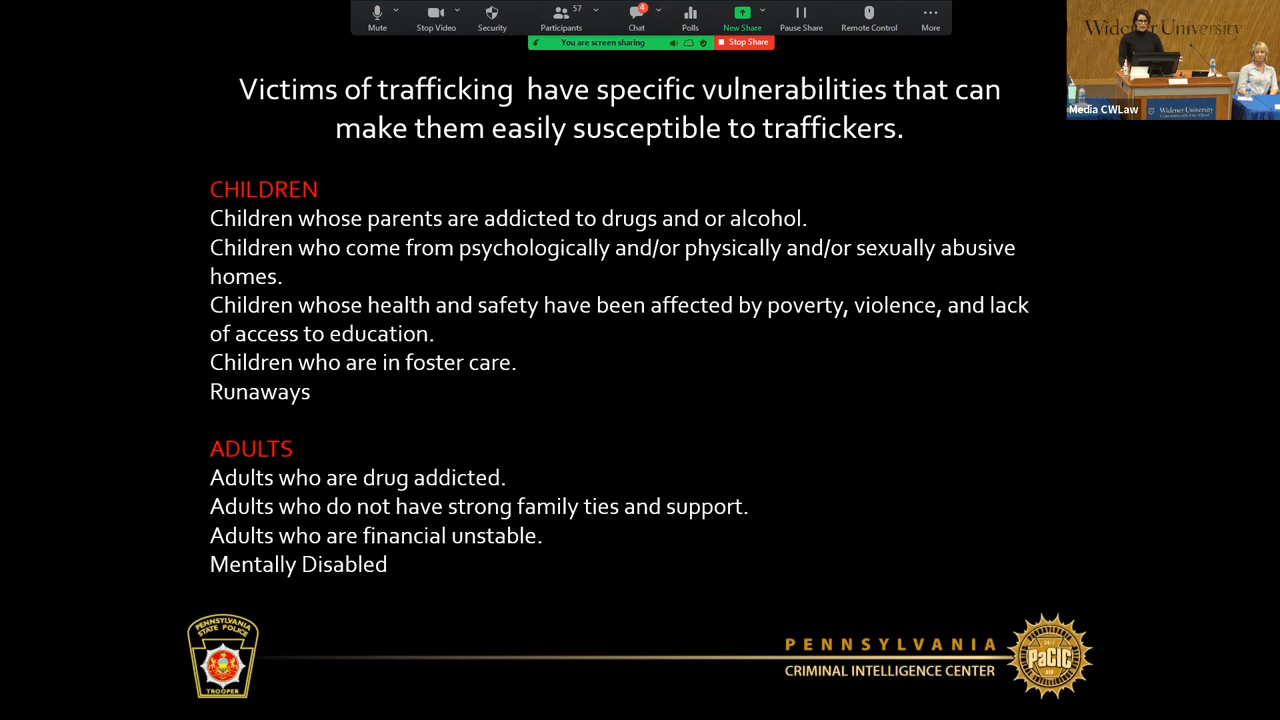 57
4
Mute
Stop Video
Security
Participants
Chat
Polls
New Share
Pause Share
Remote Control
More
You are screen sharing
Stop Share
Widener University
Media CWLaw
Widener University
Victims of trafficking have specific vulnerabilities that can
make them easily susceptible to traffickers.
CHILDREN
Children whose parents are addicted to drugs and or alcohol.
Children who come from psychologically and/or physically and/or sexually abusive
homes.
Children whose health and safety have been affected by poverty, violence, and lack
of access to education.
Children who are in foster care.
Runaways
ADULTS
Adults who are drug addicted.
Adults who do not have strong family ties and support.
Adults who are financial unstable.
Mentally Disabled
PENNSYLVANIA
STATE POLICE
TROOPER
PENNSYLVANIA
CRIMINAL INTELLIGENCE CENTER
PaCIC